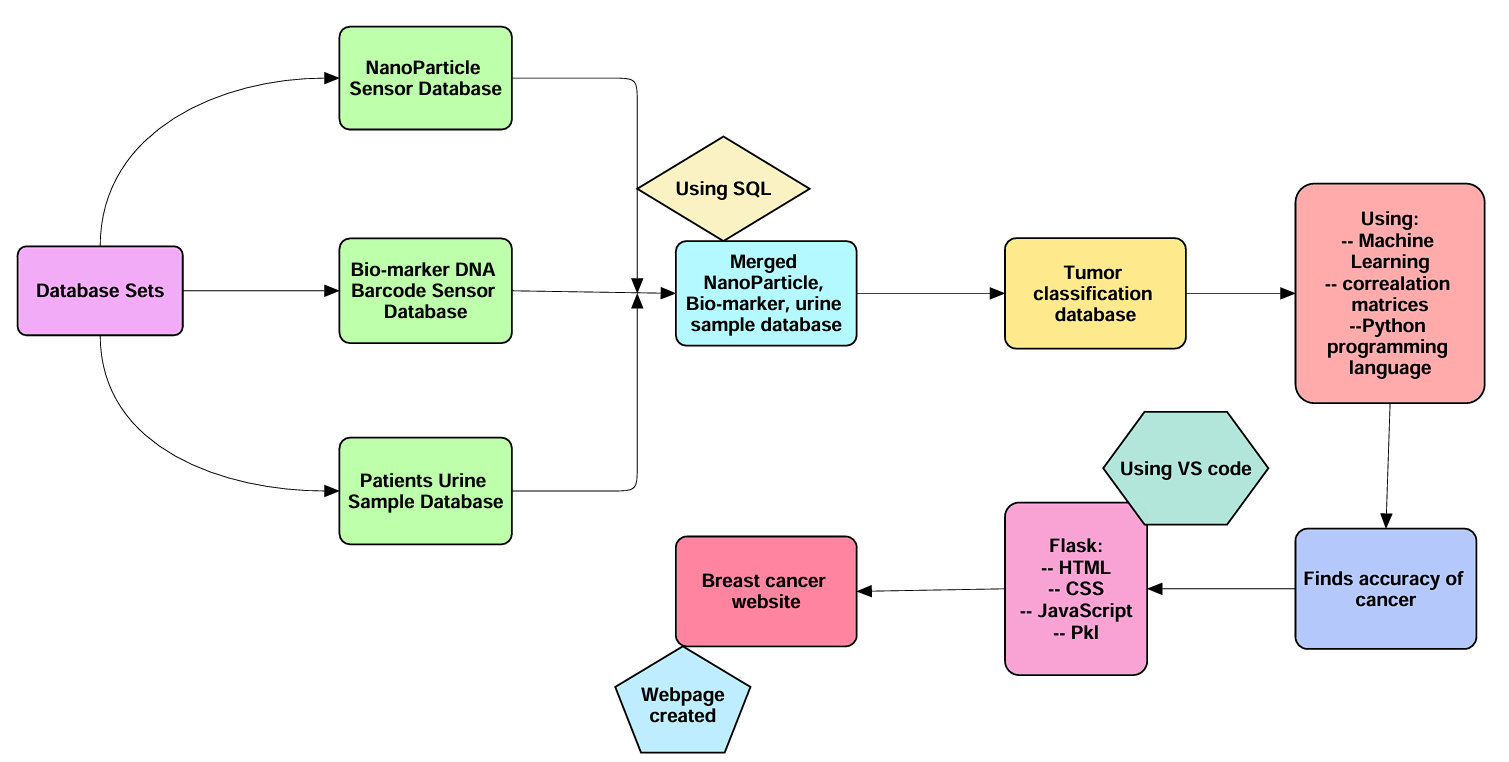 NanoParticle
Sensor Database
Using SQL
Database Sets
Bio-marker DNA
Barcode Sensor
Database
Merged
NanoParticle,
Bio-marker, urine
sample database
Tumor
classification
database
Using:
-- Machine
Learning
-- correalation
matrices
--Python
programming
language
Patients Urine
Sample Database
Using VS code
Breast cancer
website
Flask:
-- HTML
-- CSS
-- JavaScript
-- Pkl
Finds accuracy of
cancer
Webpage
created